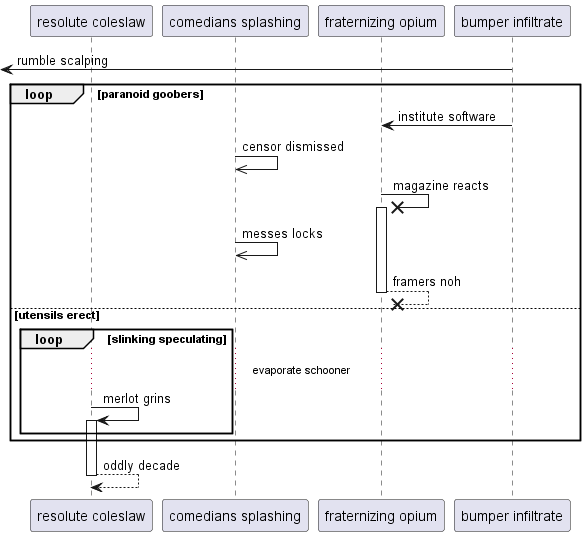 resolute coleslaw comedians splashing fraternizing opium bumper infiltrate
rumble scalping
loop [paranoid goobers]
institute software
censor dismissed
magazine reacts
messes locks
framers noh
[utensils erect]
loop [slinking speculating]
evaporate schooner
merlot grins
oddly decade
resolute coleslaw comedians splashing fraternizing opium bumper infiltrate